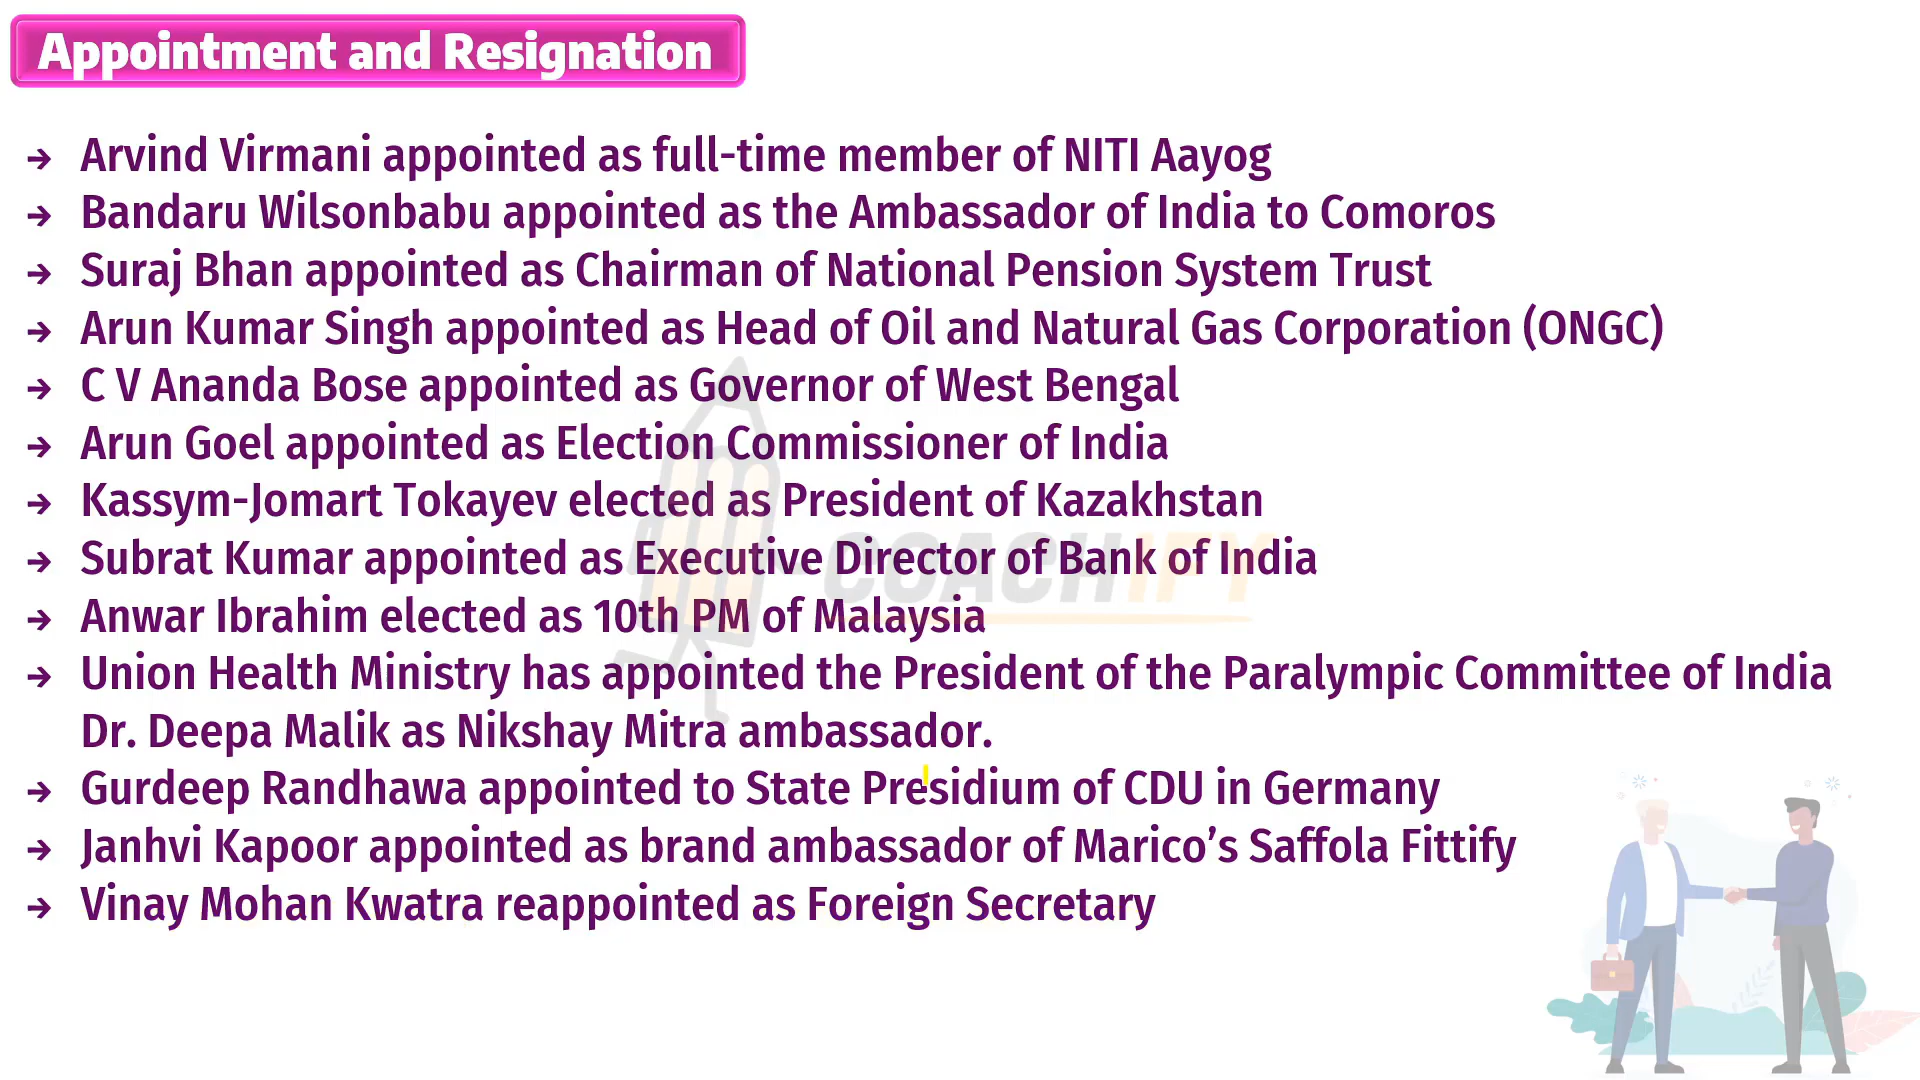 Appointment and Resignation
→ Arvind Virmani appointed as full-time member of NITI Aayog
→ Bandaru Wilsonbabu appointed as the Ambassador of India to Comoros
→ Suraj Bhan appointed as Chairman of National Pension System Trust
→ Arun Kumar Singh appointed as Head of Oil and Natural Gas Corporation (ONGC)
→ C V Ananda Bose appointed as Governor of West Bengal
→ Arun Goel appointed as Election Commissioner of India
→ Kassym-Jomart Tokayev elected as President of Kazakhstan
→ Subrat Kumar appointed as Executive Director of Bank of India
COACHIFY
→ Anwar Ibrahim elected as 10th PM of Malaysia
→ Union Health Ministry has appointed the President of the Paralympic Committee of India
Dr. Deepa Malik as Nikshay Mitra ambassador.
→ Gurdeep Randhawa appointed to State Presidium of CDU in Germany
→ Janhvi Kapoor appointed as brand ambassador of Marico’s Saffola Fittify
→ Vinay Mohan Kwatra reappointed as Foreign Secretary